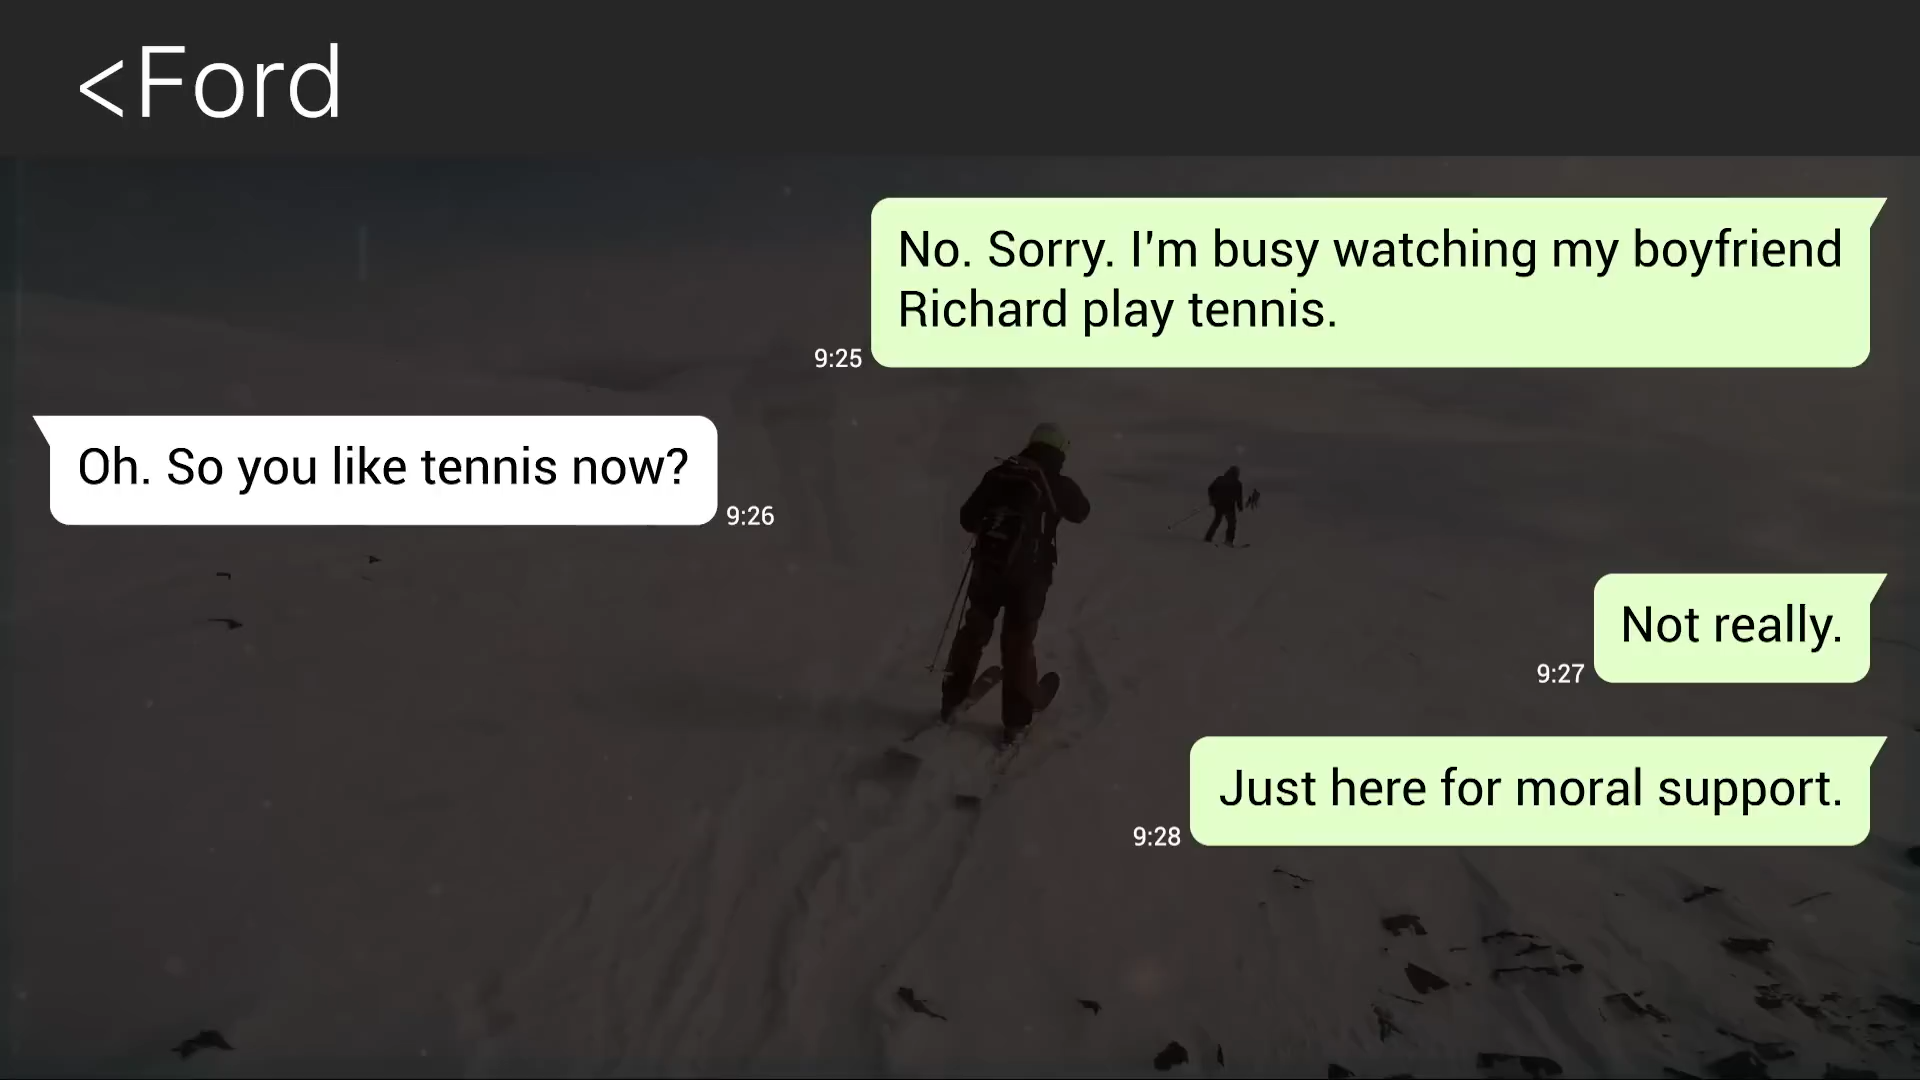 <Ford
No. Sorry. I'm busy watching my boyfriend
Richard play tennis.
9:25
Oh. So you like tennis now?
9:26
Not really.
9:27
Just here for moral support.
9:28